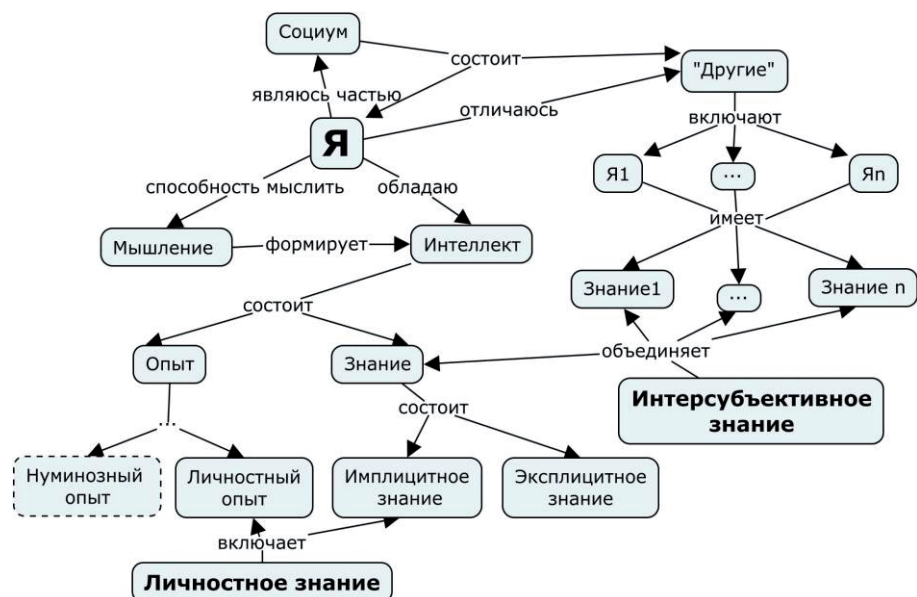 Социум
состоит
"Другие"
являюсь частью
отличаюсь
включают
Я
Я1
...
Яn
способность мыслить
обладаю
имеет
Мышление
формирует
Интеллект
Знание1
...
Знание n
состоит
объединяет
Опыт
Знание
Интерсубъективное
знание
состоит
...
Нуминозный
опыт
Личностный
опыт
Имплицитное
знание
Эксплицитное
знание
включает
Личностное знание